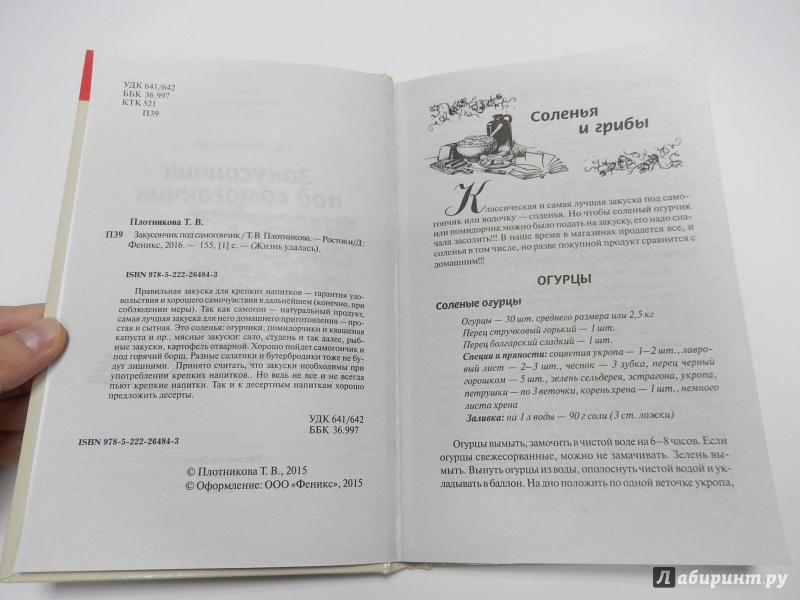 УДК 641/642
ББК 36.997
КТК 521
П39
Плотникова Т. В.
П39 Закусончик под самогончик / Т. В. Плотникова. — Ростов н/Д:
Феникс, 2016. — 155, [1] с. — (Жизнь удалась).
ISBN 978-5-222-26484-3
Правильная закуска для крепких напитков — гарантия удо-
вольствия и хорошего самочувствия в дальнейшем (конечно, при
соблюдении меры). Так как самогон — натуральный продукт,
самая лучшая закуска для него домашнего приготовления — про-
стая и сытная. Это соленья: огурчики, помидорчики и квашеная
капуста и пр., мясные закуски: сало, студень и так далее, рыб-
ные закуски, картофель отварной. Хорошо пойдет самогончик и
под горячий борщ. Разные салатики и бутербродики тоже не бу-
дут лишними. Принято считать, что закуски необходимы при
употреблении крепких напитков. Но ведь не все и не всегда
пьют крепкие напитки. Так и к десертным напиткам хорошо
предложить десерты.
УДК 641/642
ББК 36.997
ISBN 978-5-222-26484-3
© Плотникова Т. В., 2015
© Оформление: ООО «Феникс», 2015
Соленья
и грибы
Классическая и самая лучшая закуска под само-
гончик или водочку — соленья. Но чтобы соленый огурчик
или помидорчик можно было подать на закуску, его надо сна-
чала засолить!!! В наше время в магазинах продается все, и
соленья в том числе, но разве покупной продукт сравнится с
домашним!!!
ОГУРЦЫ
Соленые огурцы
Огурцы — 30 шт. среднего размера или 2,5 кг
Перец стручковый горький — 1 шт.
Перец болгарский сладкий — 1 шт.
Специи и пряности: соцветия укропа — 1–2 шт., лавро-
вый лист — 2–3 шт., чеснок — 3 зубка, перец черный
горошком — 5 шт., зелень сельдерея, эстрагона, укропа,
петрушки — по 3 веточки, корень хрена — 1 шт., немного
листа хрена
Заливка: на 1 л воды — 90 г соли (3 ст. ложки)
Огурцы вымыть, замочить в чистой воде на 6–8 часов. Если
огурцы свежесорванные, можно не замачивать. Зелень вы-
мыть. Вынуть огурцы из воды, ополоснуть чистой водой и ук-
ладывать в баллон. На дно положить по одной веточке укропа,
Лабиринт.ру